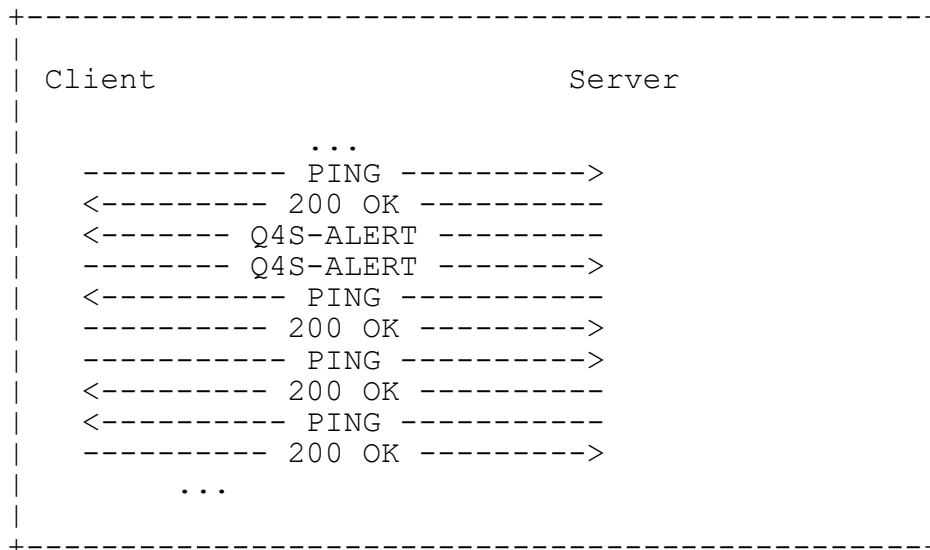 +------------------------------------------------
|
| Client                      Server
|
|               ...
|   ----------- PING ---------->
|   <--------- 200 OK ----------
|   <------- Q4S-ALERT ---------
|   -------- Q4S-ALERT -------->
|   <---------- PING -----------
|   ---------- 200 OK --------->
|   ----------- PING ---------->
|   <--------- 200 OK ----------
|   <---------- PING -----------
|   ---------- 200 OK --------->
|        ...
|
+------------------------------------------------